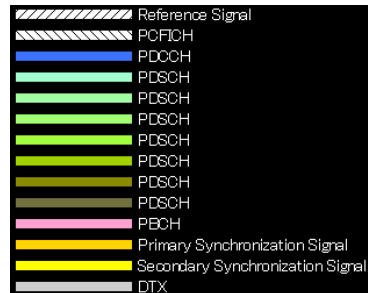 Reference Signal
PCFICH
PDCCH
PDSCH
PDSCH
PDSCH
PDSCH
PDSCH
PDSCH
PDSCH
PBCH
Primary Synchronization Signal
Secondary Synchronization Signal
DTX